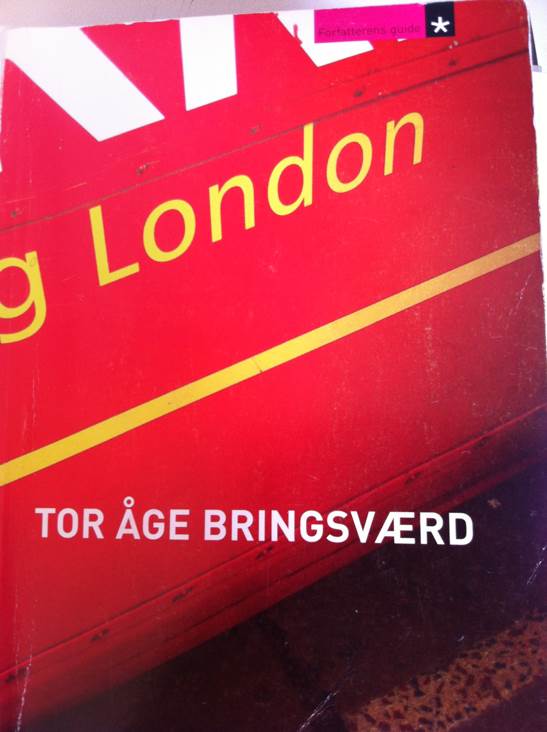 Forfatterens guide *
g London
TOR ÅGE BRINGSVÆRD